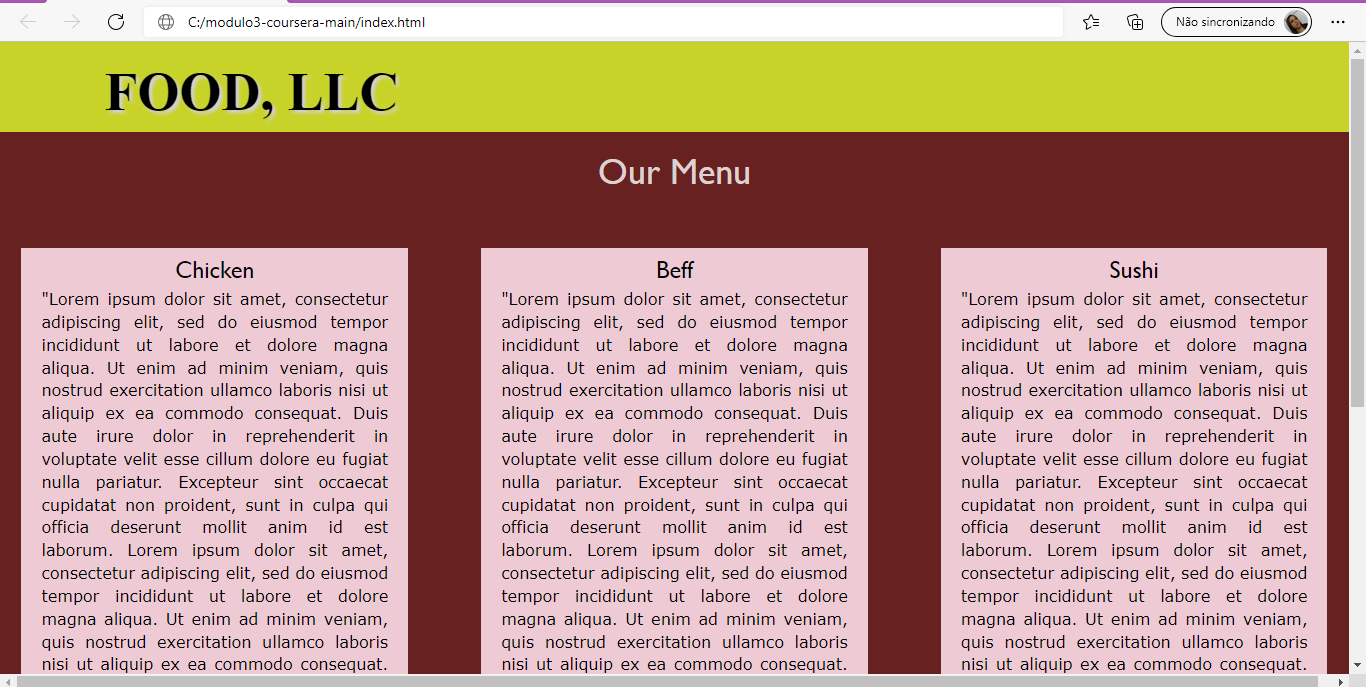 C:/modulo3-coursera-main/index.html
Não sincronizando
FOOD, LLC
Our Menu
Chicken
"Lorem ipsum dolor sit amet, consectetur
adipiscing elit, sed do eiusmod tempor
incididunt ut labore et dolore magna
aliqua. Ut enim ad minim veniam, quis
nostrud exercitation ullamco laboris nisi ut
aliquip ex ea commodo consequat. Duis
aute irure dolor in reprehenderit in
voluptate velit esse cillum dolore eu fugiat
nulla pariatur. Excepteur sint occaecat
cupidatat non proident, sunt in culpa qui
officia deserunt mollit anim id est
laborum. Lorem ipsum dolor sit amet,
consectetur adipiscing elit, sed do eiusmod
tempor incididunt ut labore et dolore
magna aliqua. Ut enim ad minim veniam,
quis nostrud exercitation ullamco laboris
nisi ut aliquip ex ea commodo consequat.
Beff
"Lorem ipsum dolor sit amet, consectetur
adipiscing elit, sed do eiusmod tempor
incididunt ut labore et dolore magna
aliqua. Ut enim ad minim veniam, quis
nostrud exercitation ullamco laboris nisi ut
aliquip ex ea commodo consequat. Duis
aute irure dolor in reprehenderit in
voluptate velit esse cillum dolore eu fugiat
nulla pariatur. Excepteur sint occaecat
cupidatat non proident, sunt in culpa qui
officia deserunt mollit anim id est
laborum. Lorem ipsum dolor sit amet,
consectetur adipiscing elit, sed do eiusmod
tempor incididunt ut labore et dolore
magna aliqua. Ut enim ad minim veniam,
quis nostrud exercitation ullamco laboris
nisi ut aliquip ex ea commodo consequat.
Sushi
"Lorem ipsum dolor sit amet, consectetur
adipiscing elit, sed do eiusmod tempor
incididunt ut labore et dolore magna
aliqua. Ut enim ad minim veniam, quis
nostrud exercitation ullamco laboris nisi ut
aliquip ex ea commodo consequat. Duis
aute irure dolor in reprehenderit in
voluptate velit esse cillum dolore eu fugiat
nulla pariatur. Excepteur sint occaecat
cupidatat non proident, sunt in culpa qui
officia deserunt mollit anim id est
laborum. Lorem ipsum dolor sit amet,
consectetur adipiscing elit, sed do eiusmod
tempor incididunt ut labore et dolore
magna aliqua. Ut enim ad minim veniam,
quis nostrud exercitation ullamco laboris
nisi ut aliquip ex ea commodo consequat.